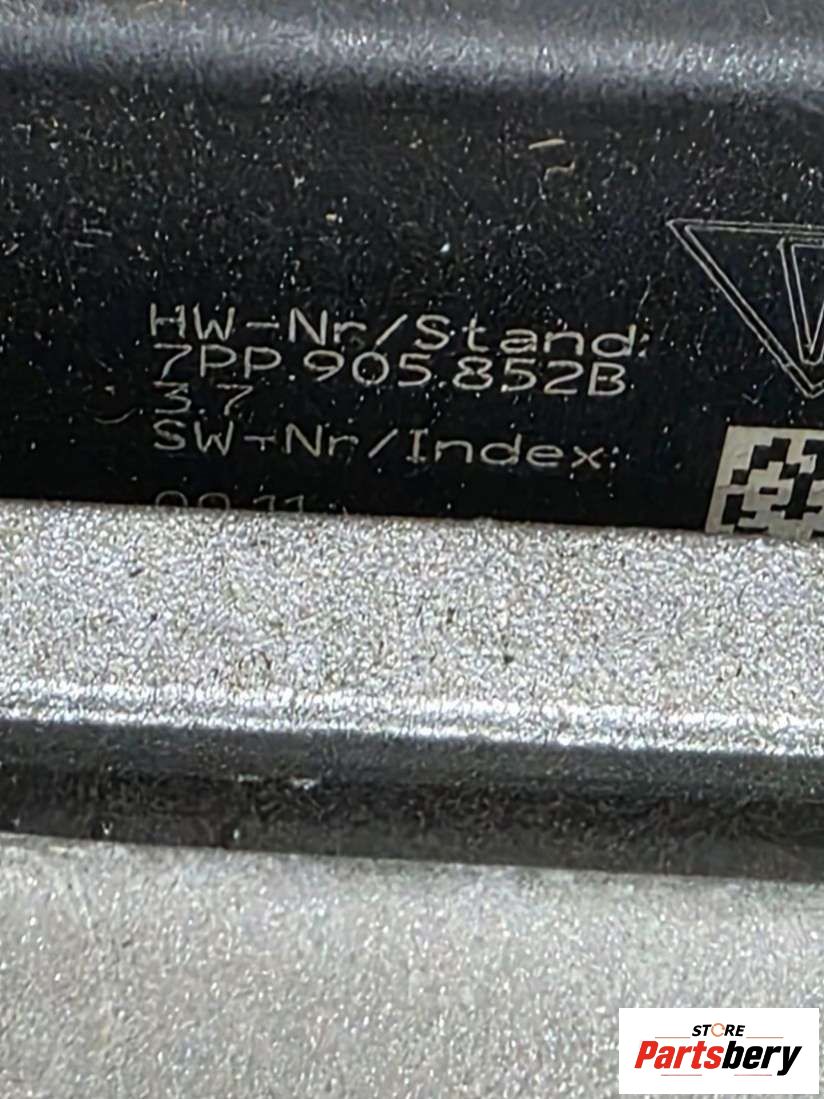 HW-Nr/Stand:
7PP.905.852B
3.7
SW-Nr/Index:
STORE
Partsbery